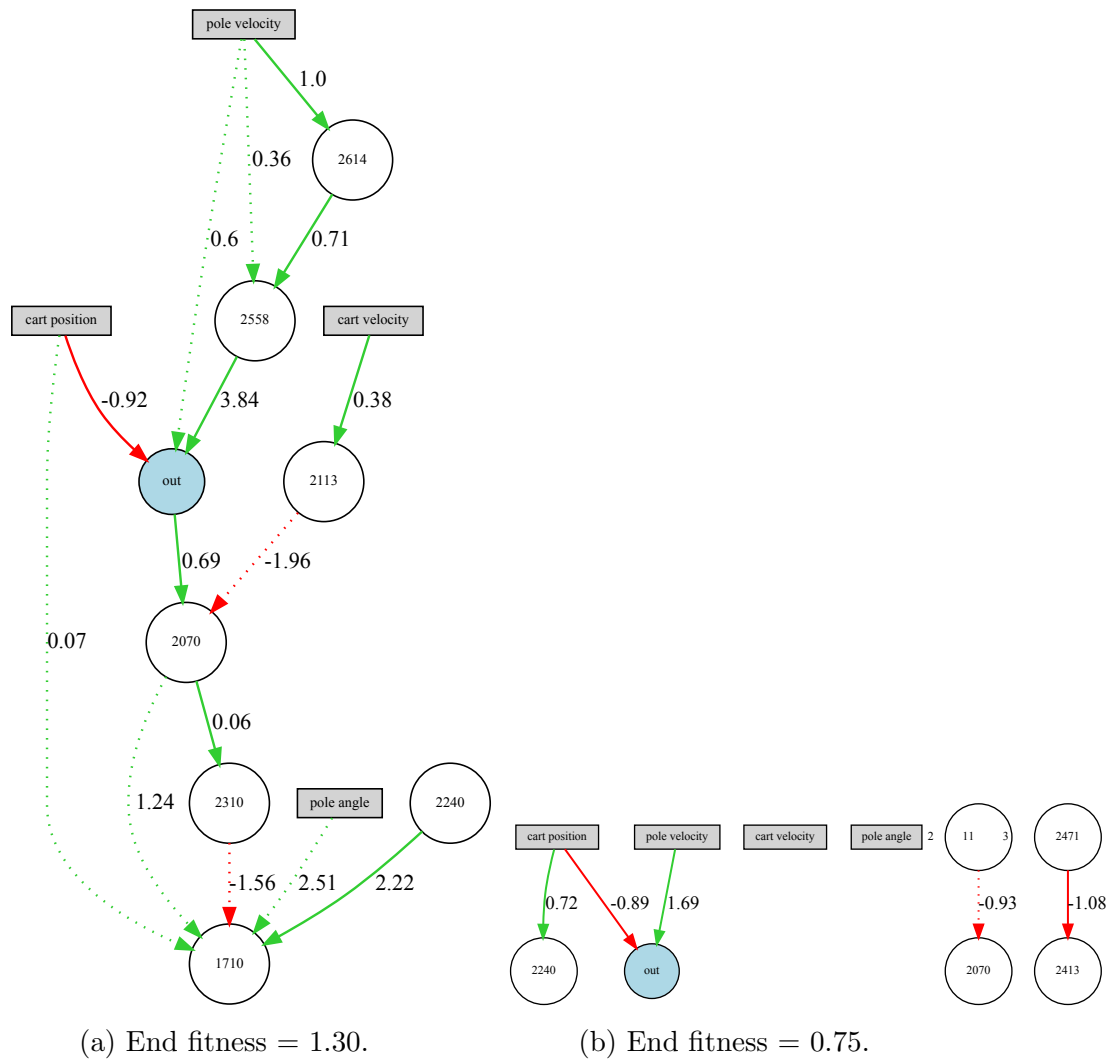 pole velocity
1.0
2614
0.36
0.6
0.71
cart position
2558
cart velocity
-0.92
3.84
0.38
out
2113
0.69
-1.96
0.07
2070
0.06
1.24
2310
pole angle
2240
-1.56
2.51
2.22
1710
(a) End fitness = 1.30.
cart position
pole velocity
cart velocity
pole angle
2
11
3
2471
0.72
-0.89
1.69
-0.93
-1.08
2240
out
2070
2413
(b) End fitness = 0.75.